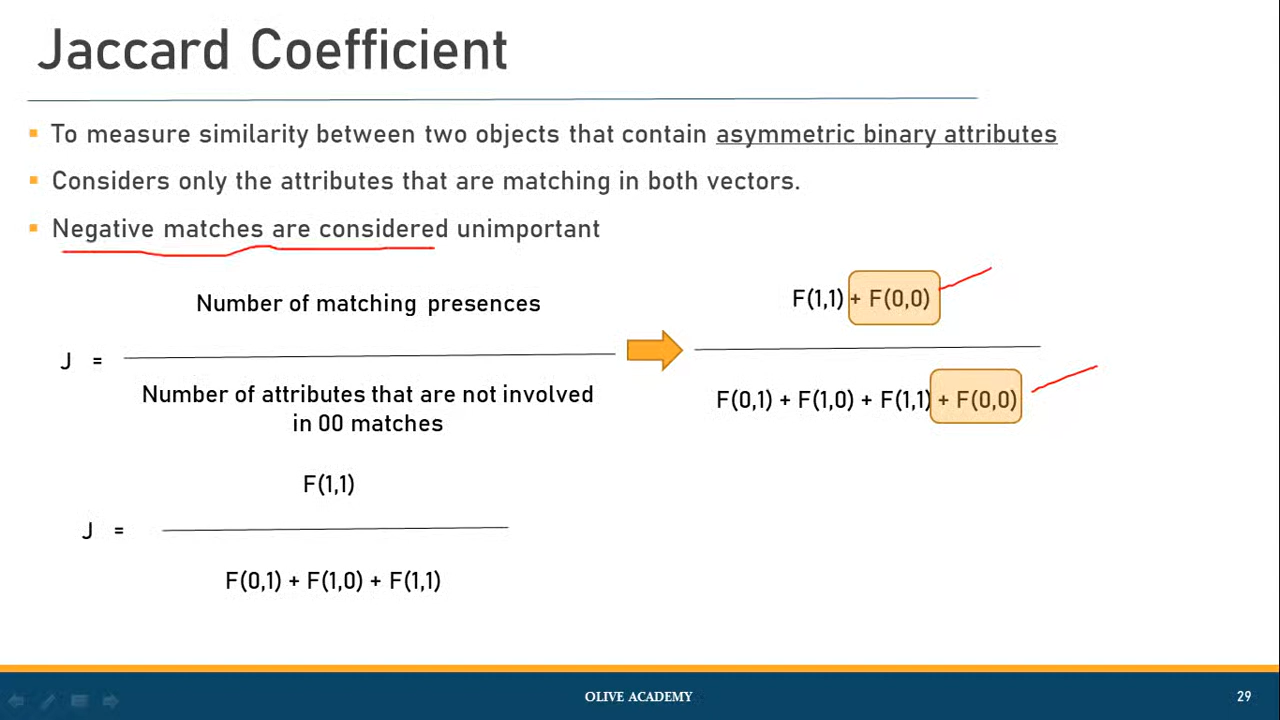 Jaccard Coefficient
To measure similarity between two objects that contain asymmetric binary attributes
Considers only the attributes that are matching in both vectors.
Negative matches are considered unimportant
Number of matching presences
J =
Number of attributes that are not involved
in 00 matches
F(1,1) + F(0,0)
F(0,1) + F(1,0) + F(1,1) + F(0,0)
F(1,1)
J =
F(0,1) + F(1,0) + F(1,1)
OLIVE ACADEMY
29